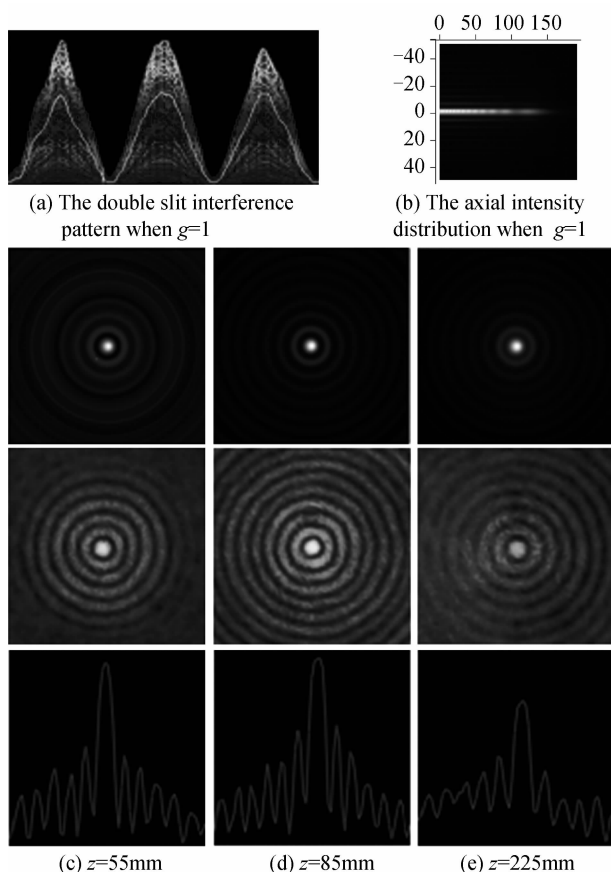 0 50 100 150
−40
−20
0
20
40
(a) The double slit interference
pattern when g=1
(b) The axial intensity
distribution when g=1
(c) z=55mm
(d) z=85mm
(e) z=225mm